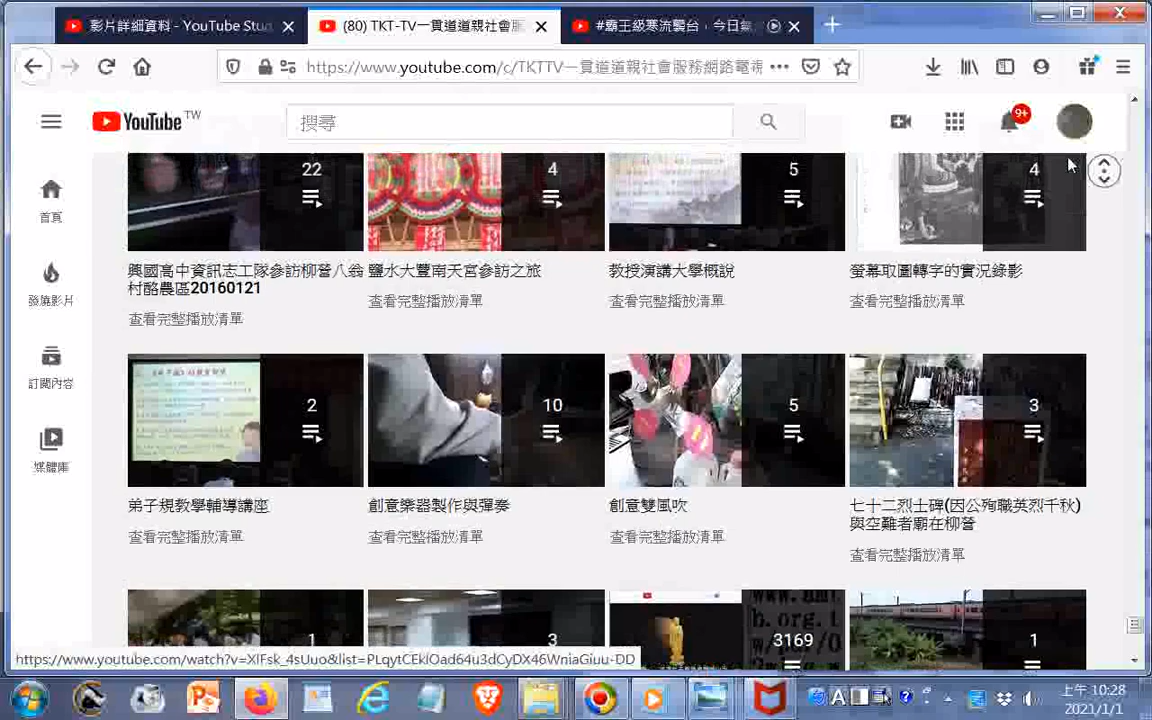 影片詳細資料 - YouTube Stu
(80) TKT-TV一貫道道親社會服
#霸王級寒流襲台，今日氣
https://www.youtube.com/c/TKTTV一貫道道親社會服務網路電視
YouTube TW
搜尋
9+
首頁
發燒影片
訂閱內容
媒體庫
22
4
5
4
興國高中資訊志工隊參訪柳營八翁
村酪農區20160121
查看完整播放清單
鹽水大豐南天宮參訪之旅
查看完整播放清單
教授演講大學概說
查看完整播放清單
螢幕取圖轉字的實況錄影
查看完整播放清單
2
10
5
3
弟子規教學輔導講座
查看完整播放清單
創意樂器製作與彈奏
查看完整播放清單
創意雙風吹
查看完整播放清單
七十二烈士碑(因公殉職英烈千秋)
與空難者廟在柳營
查看完整播放清單
1
3
3169
1
https://www.youtube.com/watch?v=XlFsk_4sUuo&list=PLqytCEklOad64u3dCyDX46WniaGiuu-DD
上午 10:28
2021/1/1